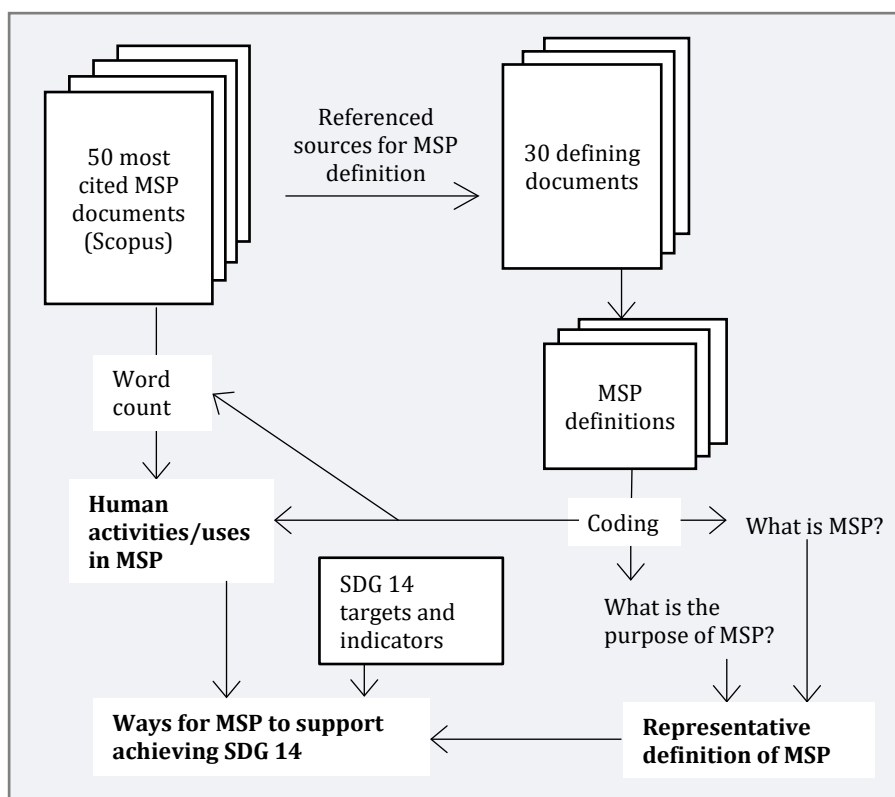 50 most
cited MSP
documents
(Scopus)
Referenced
sources for MSP
definition
30 defining
documents
Word
count
MSP
definitions
Human
activities/uses
in MSP
Coding
What is MSP?
SDG 14
targets and
indicators
What is the
purpose of MSP?
Ways for MSP to support
achieving SDG 14
Representative
definition of MSP